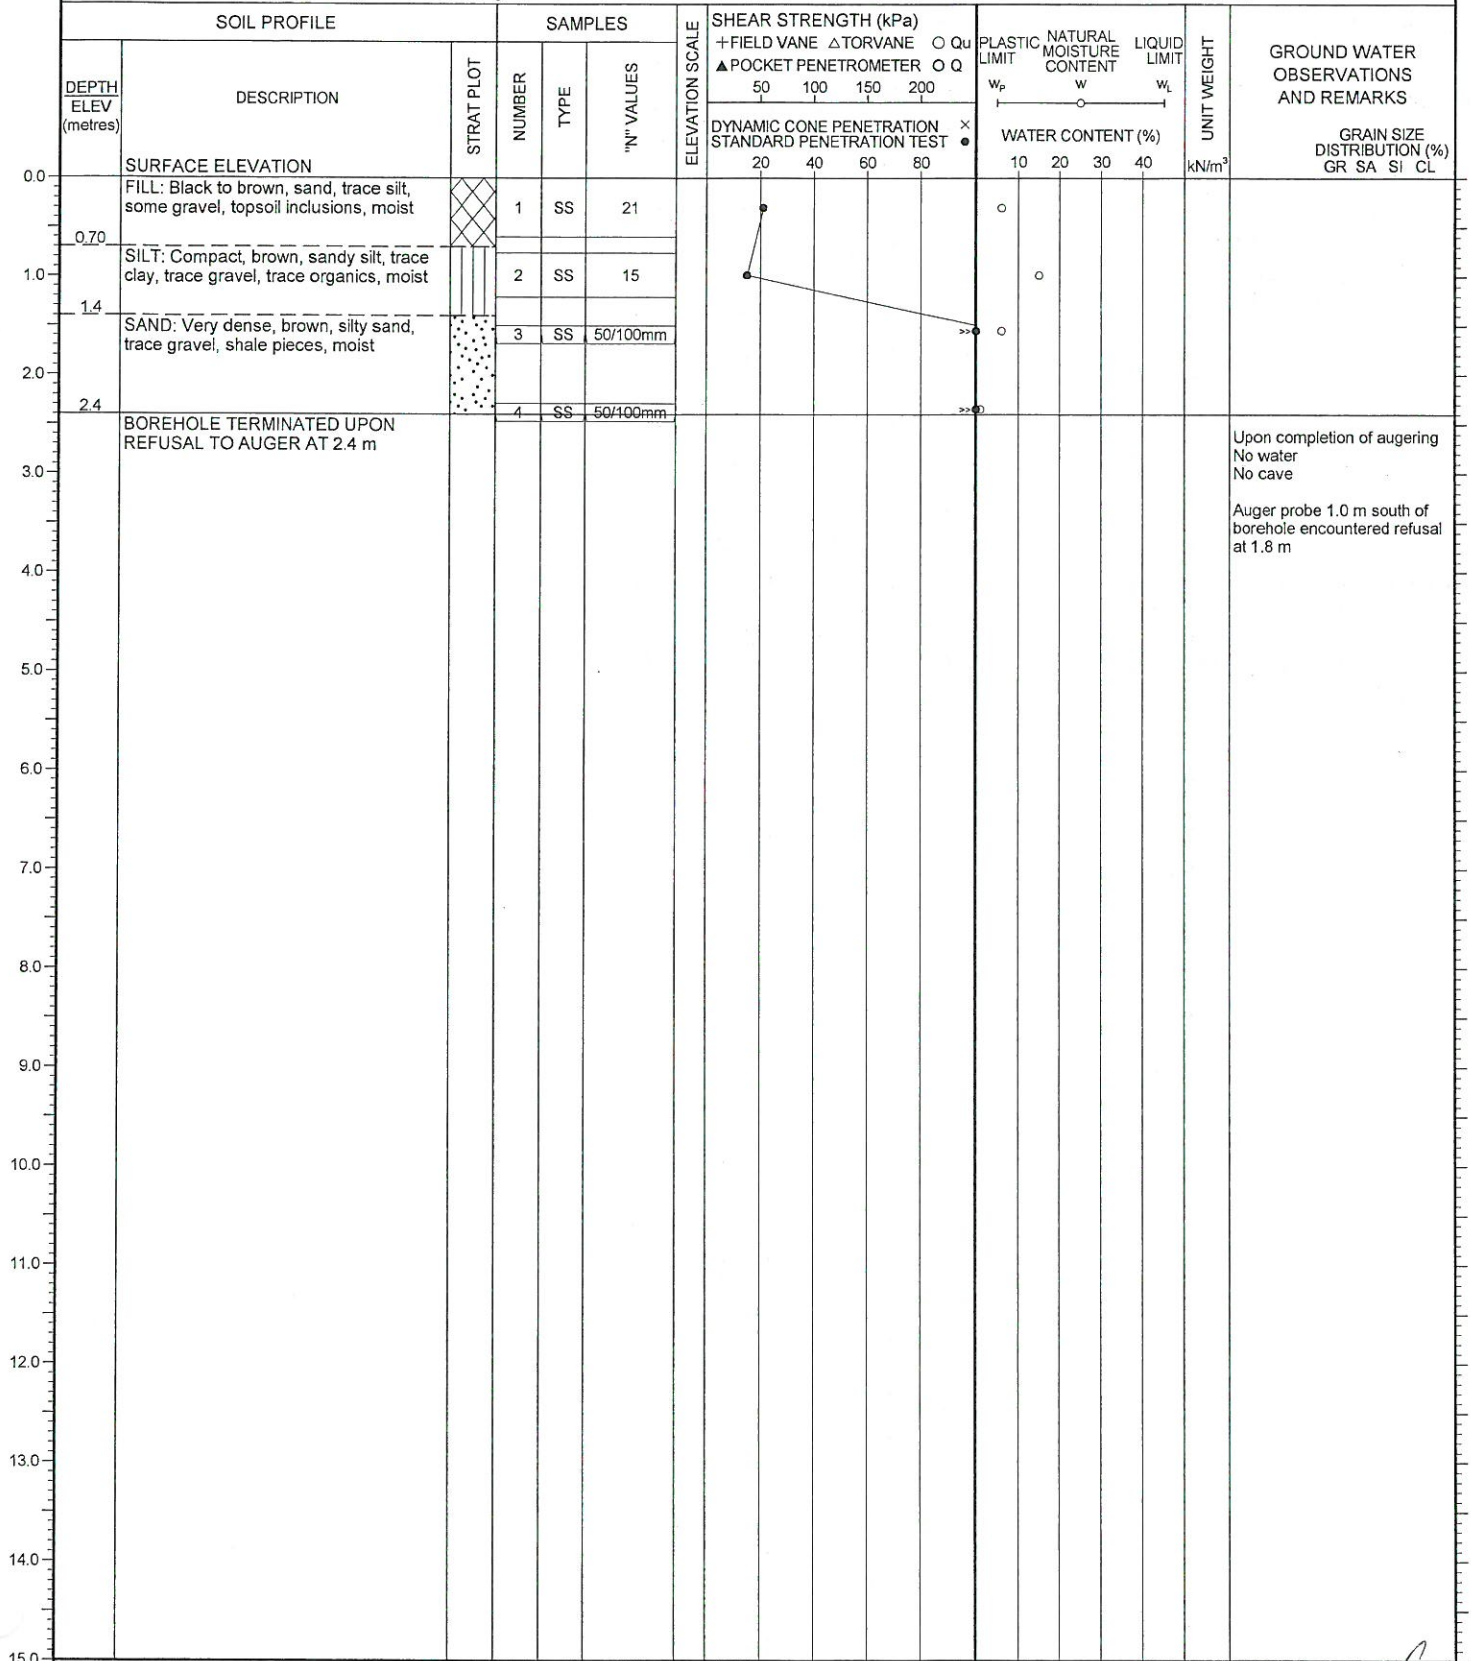 SOIL PROFILE
SAMPLES
DEPTH
ELEV
(metres)
DESCRIPTION
STRAT PLOT
NUMBER
TYPE
"N" VALUES
ELEVATION SCALE
SHEAR STRENGTH (kPa)
+FIELD VANE △TORVANE ○ Qu
▲POCKET PENETROMETER ○ Q
50 100 150 200
DYNAMIC CONE PENETRATION ×
STANDARD PENETRATION TEST ●
20 40 60 80
PLASTIC LIMIT
NATURAL MOISTURE CONTENT
LIQUID LIMIT
WP W WL
WATER CONTENT (%)
10 20 30 40
UNIT WEIGHT
kN/m³
GROUND WATER
OBSERVATIONS
AND REMARKS
GRAIN SIZE
DISTRIBUTION (%)
GR SA SI CL
SURFACE ELEVATION
0.0
FILL: Black to brown, sand, trace silt,
some gravel, topsoil inclusions, moist
1 SS 21
0.70
SILT: Compact, brown, sandy silt, trace
clay, trace gravel, trace organics, moist
1.0
2 SS 15
1.4
SAND: Very dense, brown, silty sand,
trace gravel, shale pieces, moist
3 SS 50/100mm
>>
2.0
2.4
4 SS 50/100mm
>>
BOREHOLE TERMINATED UPON
REFUSAL TO AUGER AT 2.4 m
Upon completion of augering
No water
No cave
Auger probe 1.0 m south of
borehole encountered refusal
at 1.8 m
3.0
4.0
5.0
6.0
7.0
8.0
9.0
10.0
11.0
12.0
13.0
14.0
15.0